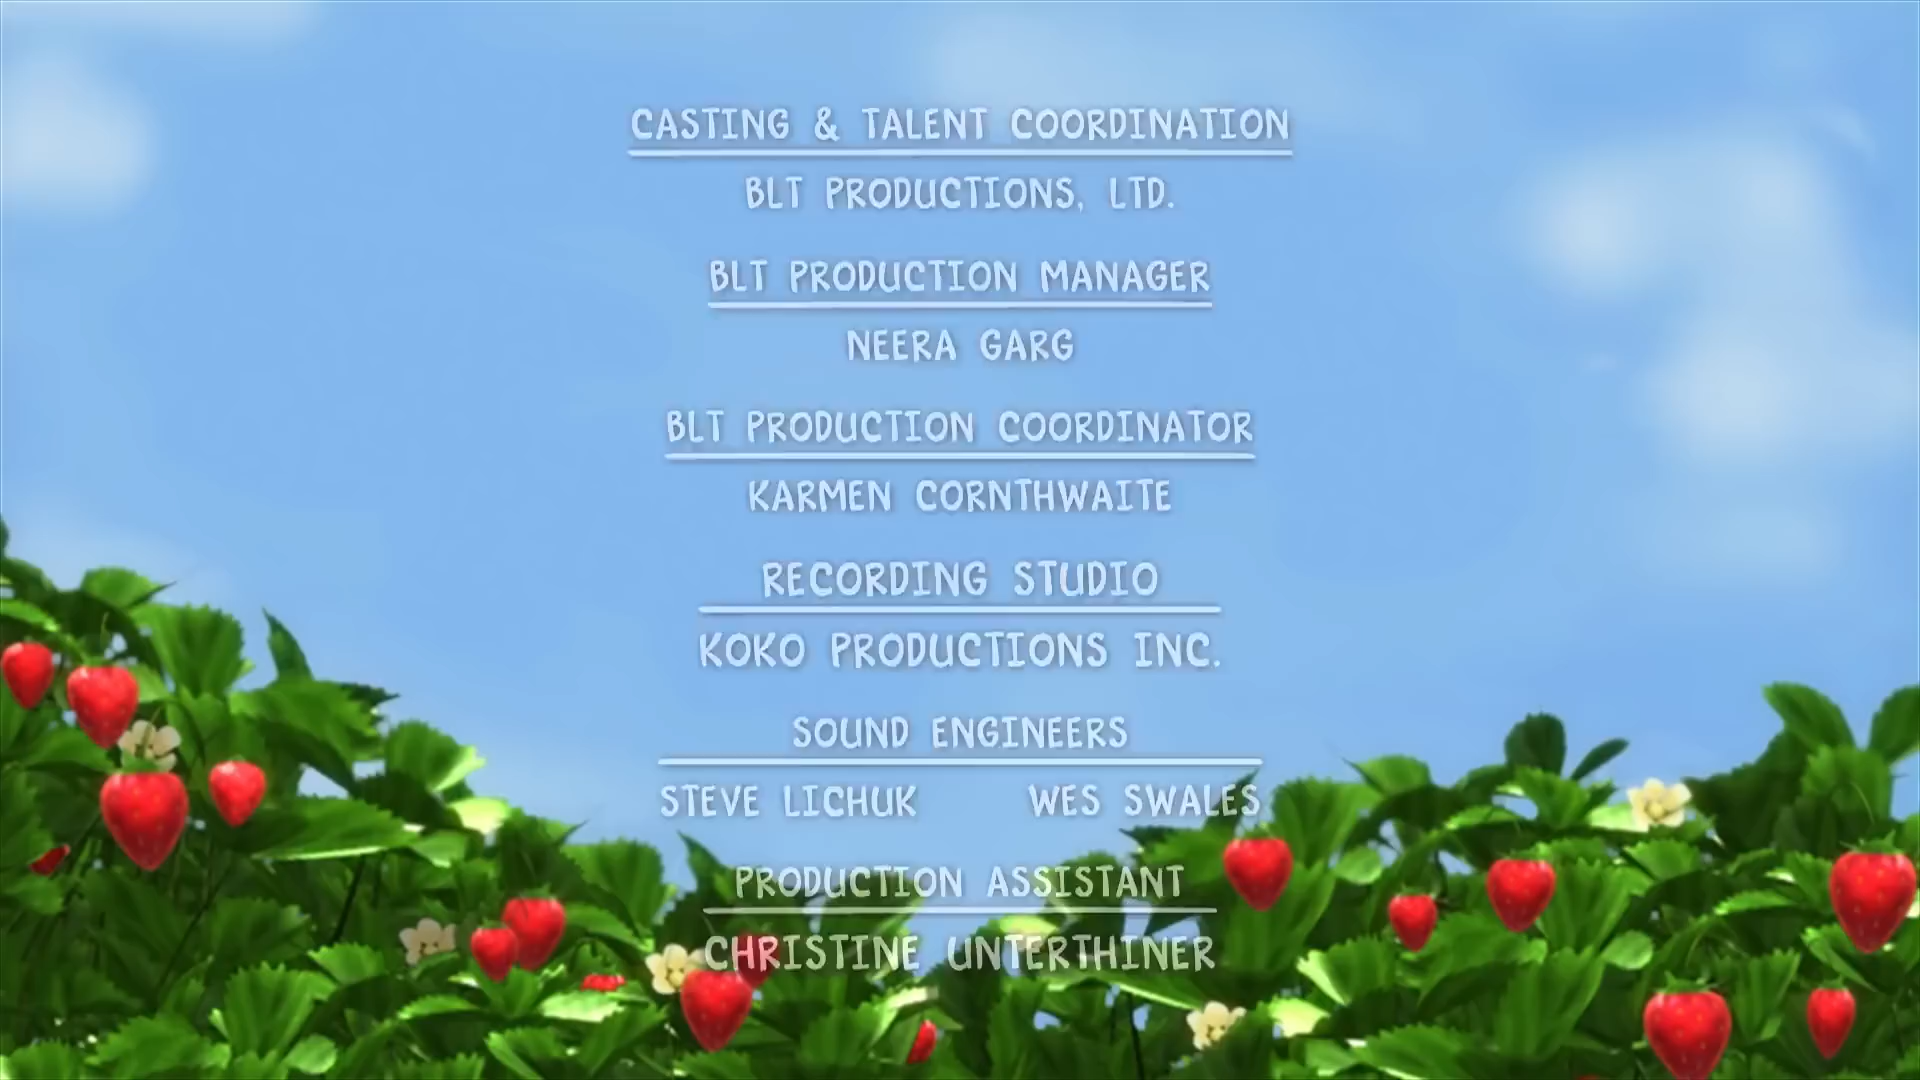 CASTING & TALENT COORDINATION
BLT PRODUCTIONS, LTD.
BLT PRODUCTION MANAGER
NEERA GARG
BLT PRODUCTION COORDINATOR
KARMEN CORNTHWAITE
RECORDING STUDIO
KOKO PRODUCTIONS INC.
SOUND ENGINEERS
STEVE LICHUK WES SWALES
PRODUCTION ASSISTANT
CHRISTINE UNTERTHINER